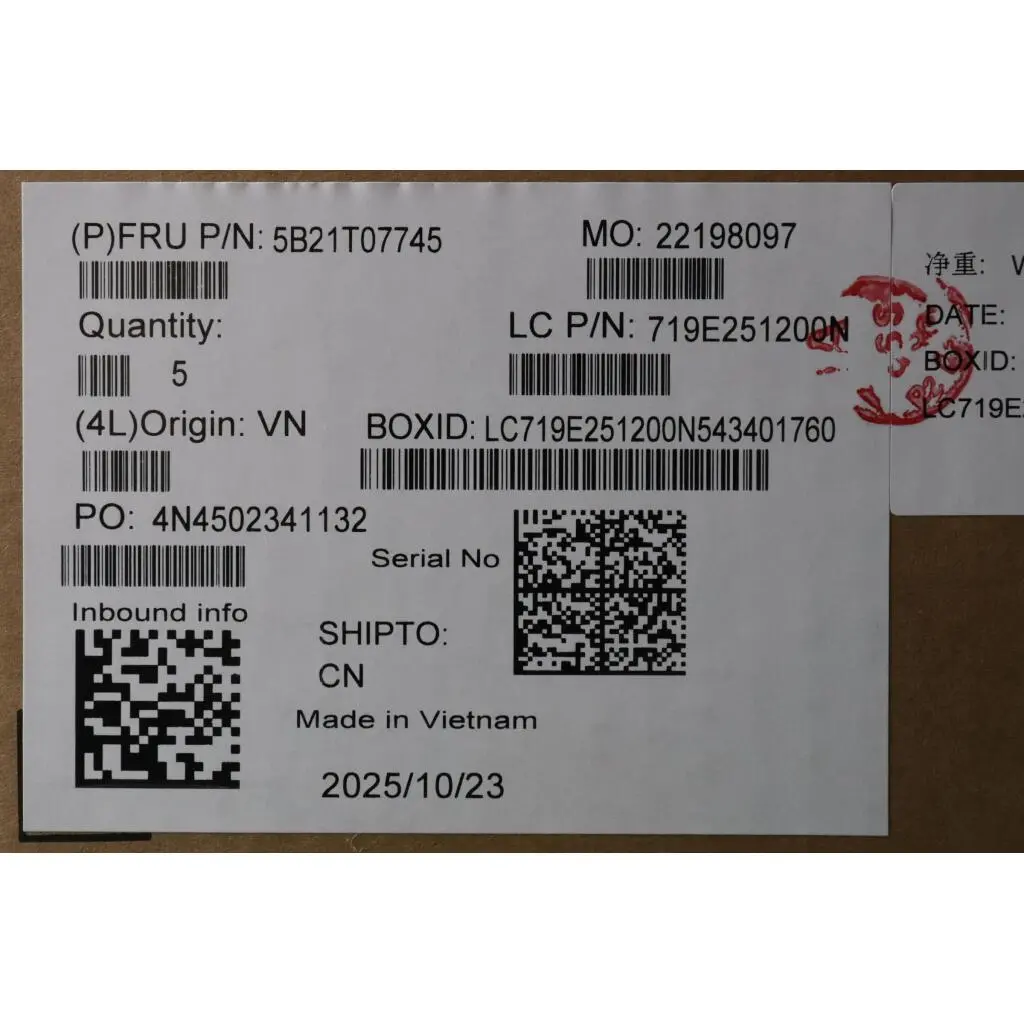 (P)FRU P/N: 5B21T07745
MO: 22198097
Quantity:
5
LC P/N: 719E251200N
(4L)Origin: VN
BOXID: LC719E251200N543401760
PO: 4N4502341132
Serial No
Inbound info
SHIPTO:
CN
Made in Vietnam
2025/10/23
净重:
DATE:
BOXID:
LC719E